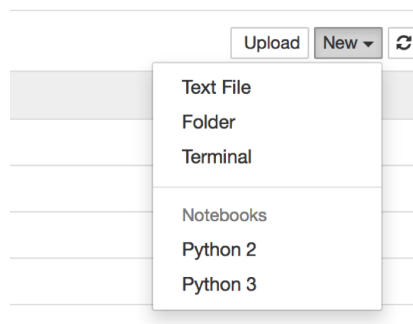 Upload New
Text File
Folder
Terminal
Notebooks
Python 2
Python 3